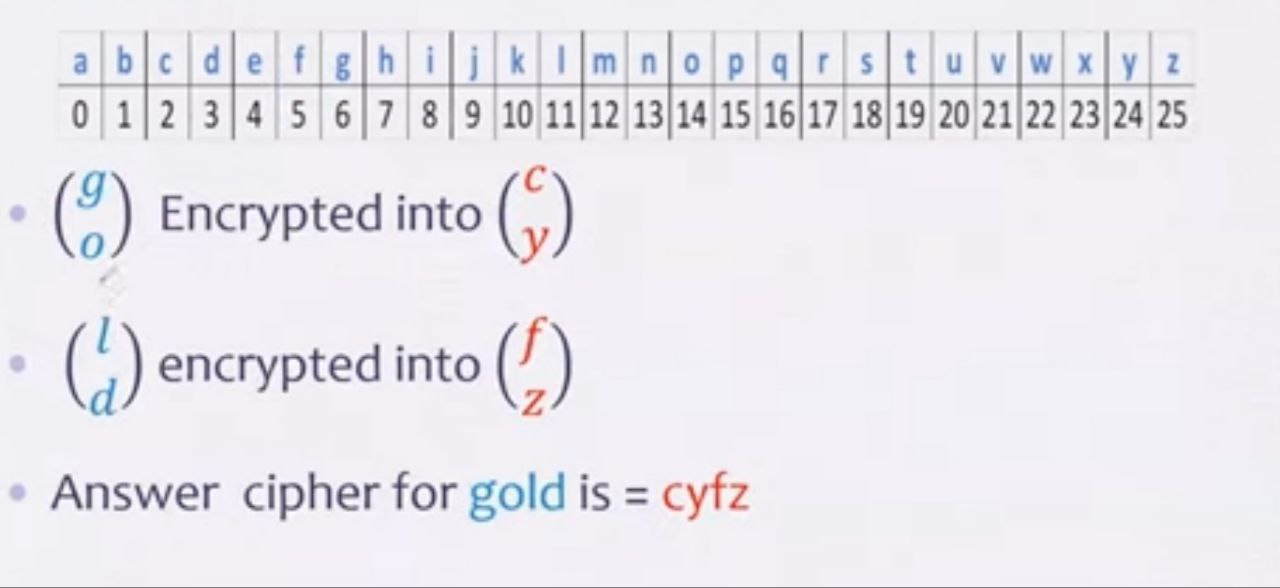 a b c d e f g h i j k l m n o p q r s t u v w x y z
0 1 2 3 4 5 6 7 8 9 10 11 12 13 14 15 16 17 18 19 20 21 22 23 24 25
• (g o) Encrypted into (c y)
• (l d) encrypted into (f z)
• Answer cipher for gold is = cyfz